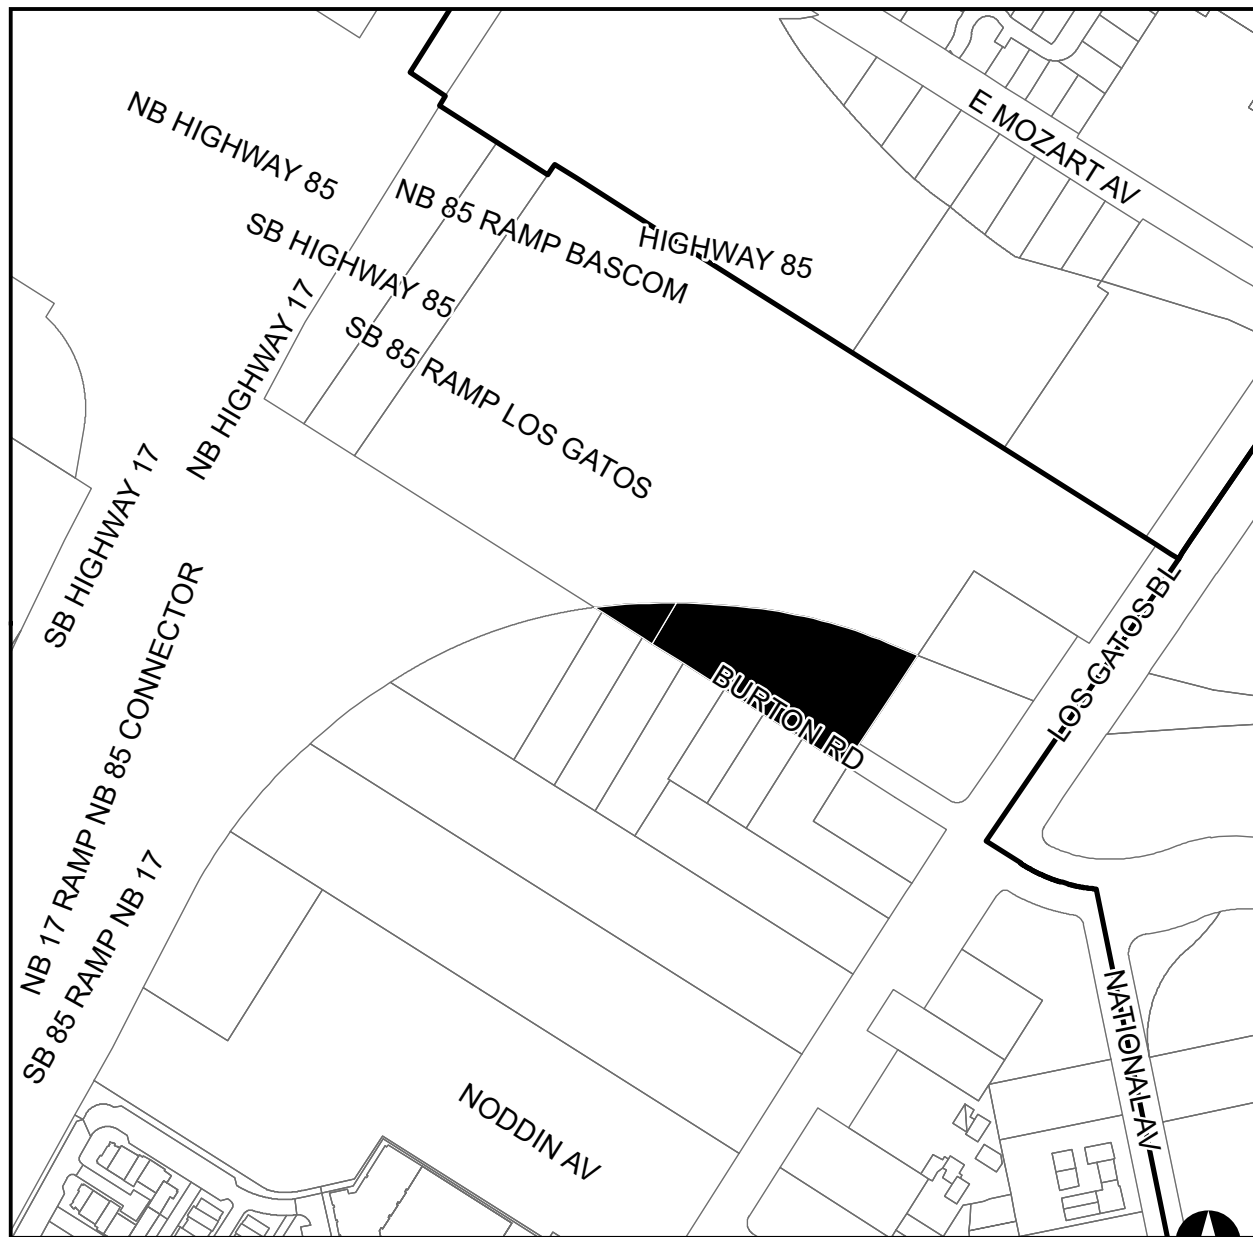 E MOZART AV
NB HIGHWAY 85
NB 85 RAMP BASCOM
HIGHWAY 85
SB HIGHWAY 85
NB HIGHWAY 17
SB 85 RAMP LOS GATOS
SB HIGHWAY 17
LOS GATOS BL
NB 17 RAMP NB 85 CONNECTOR
BURTON RD
SB 85 RAMP NB 17
NATIONAL AV
NODDIN AV